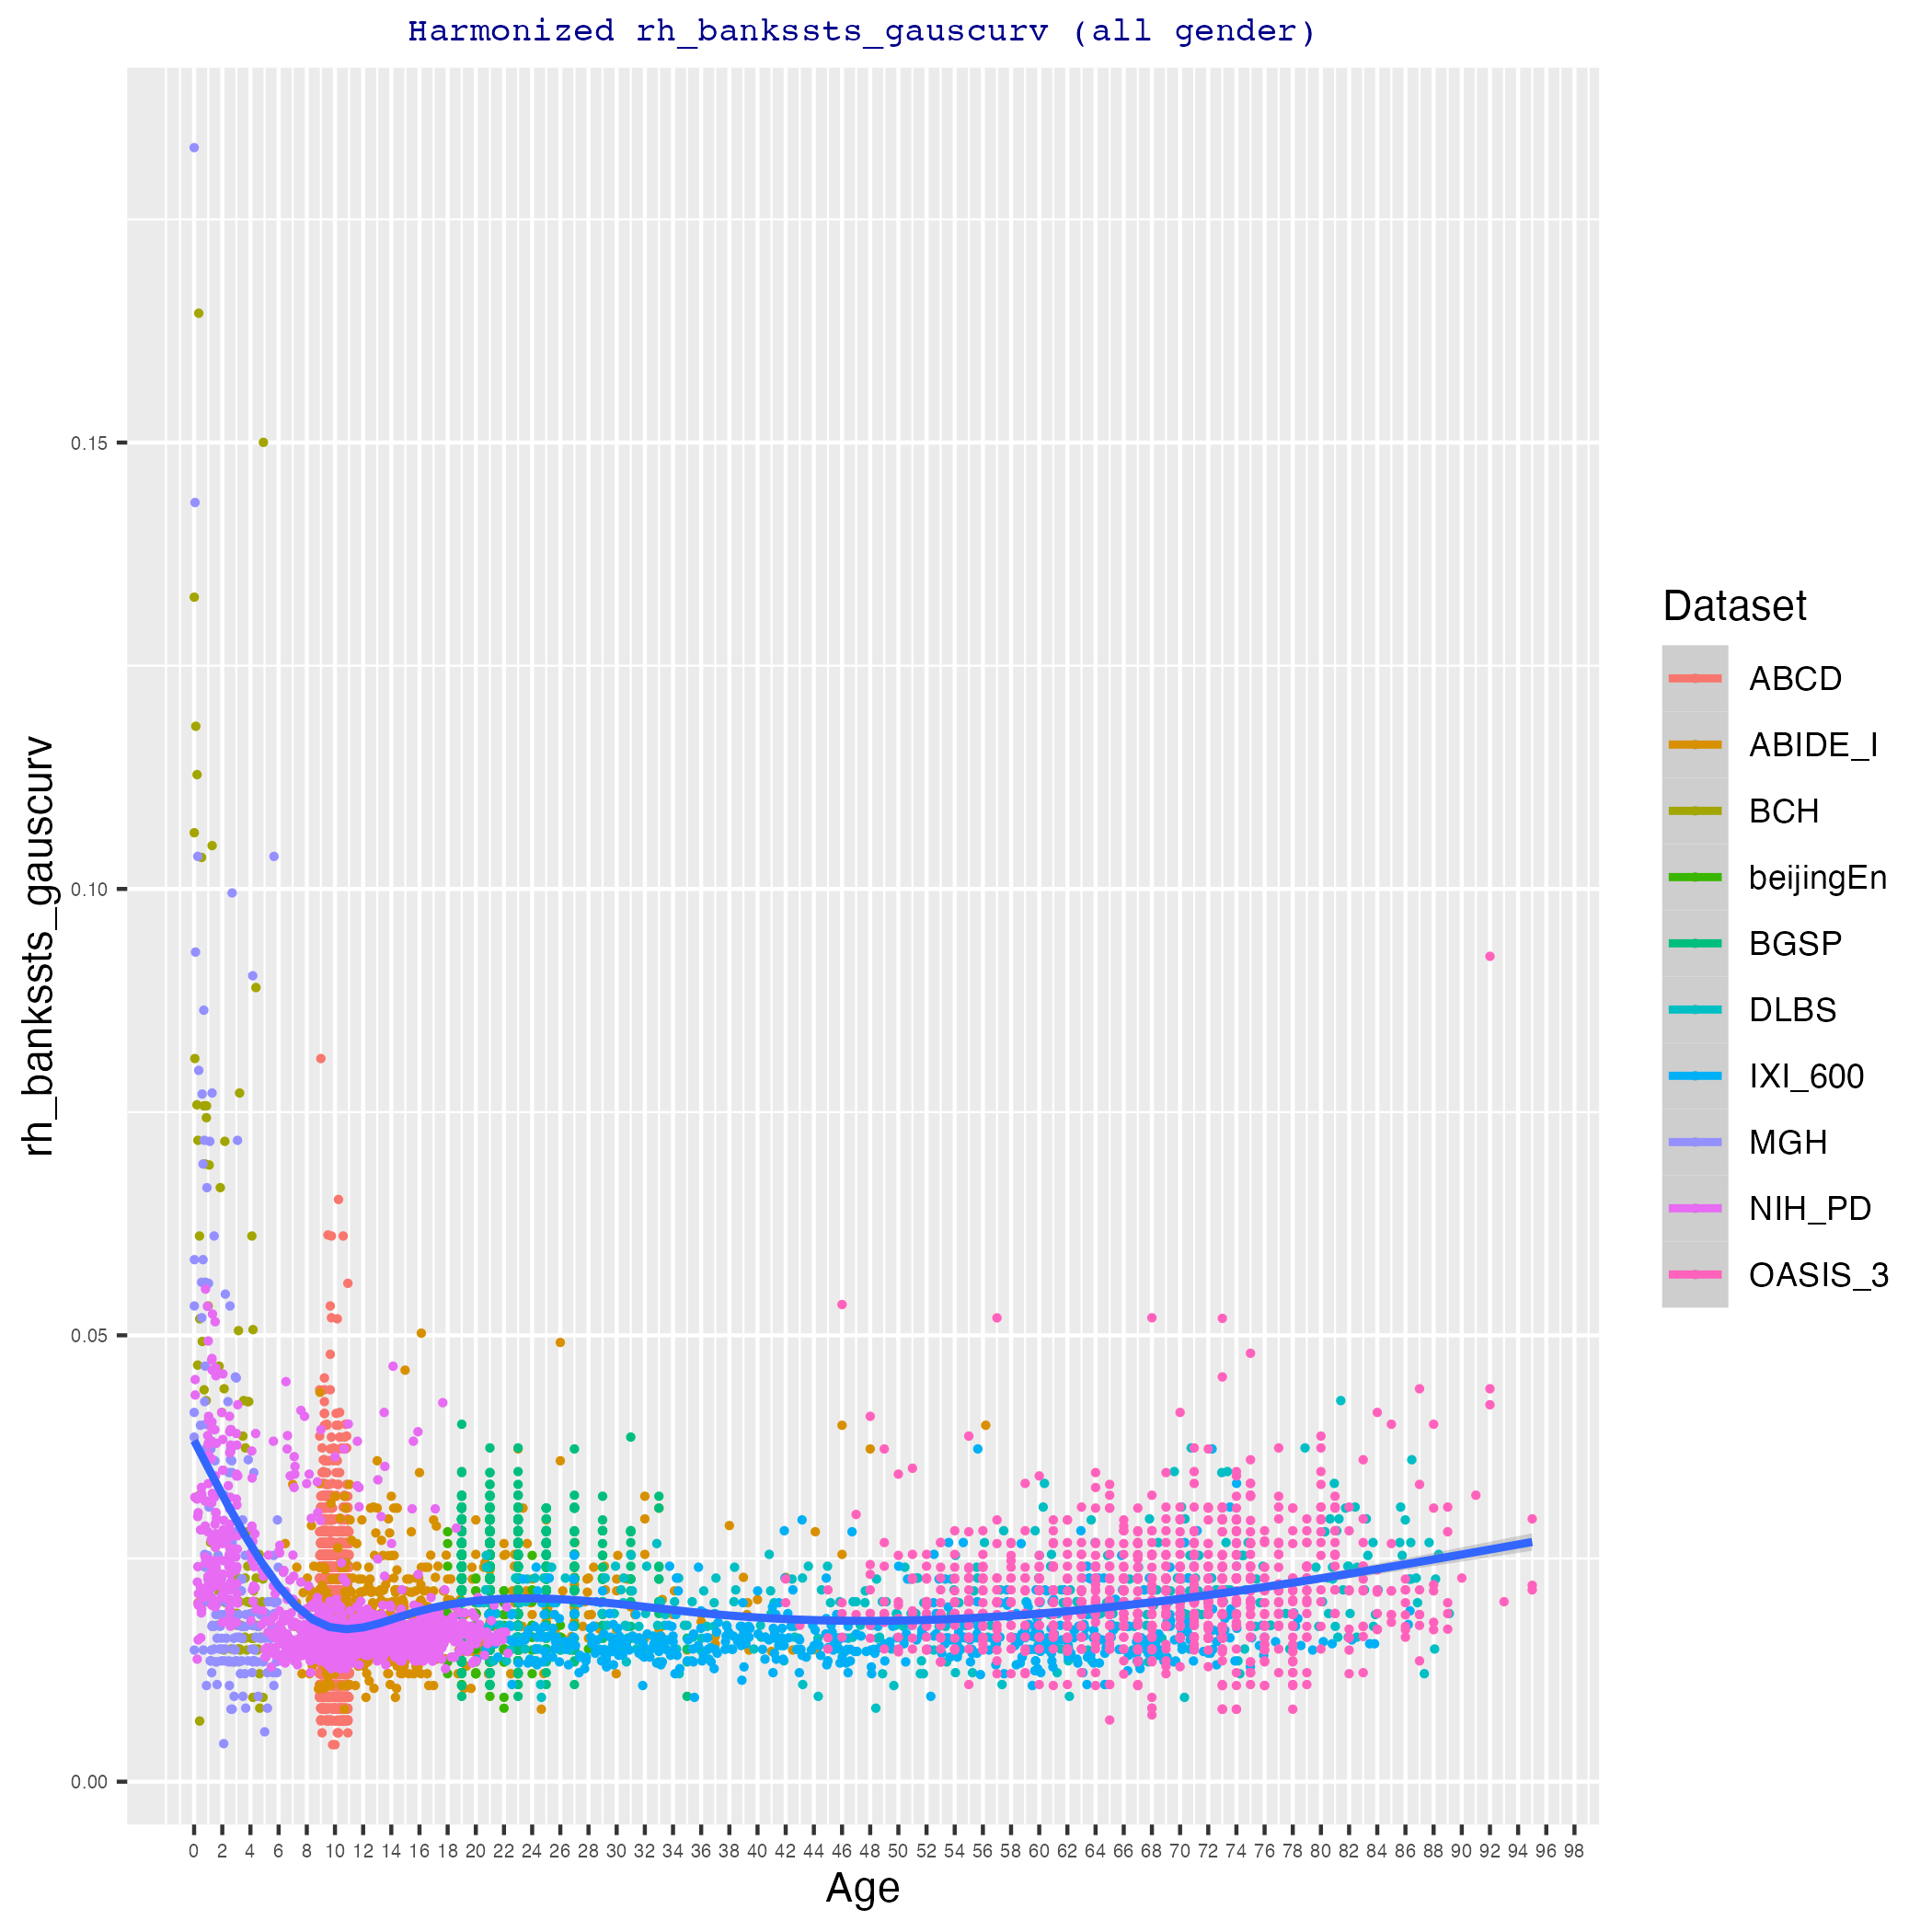 Harmonized rh_bankssts_gauscurv (all gender)
rh_bankssts_gauscurv
0.15
0.10
0.05
0.00
0 2 4 6 8 10 12 14 16 18 20 22 24 26 28 30 32 34 36 38 40 42 44 46 48 50 52 54 56 58 60 62 64 66 68 70 72 74 76 78 80 82 84 86 88 90 92 94 96 98
Age
Dataset
ABCD
ABIDE_I
BCH
beijingEn
BGSP
DLBS
IXI_600
MGH
NIH_PD
OASIS_3